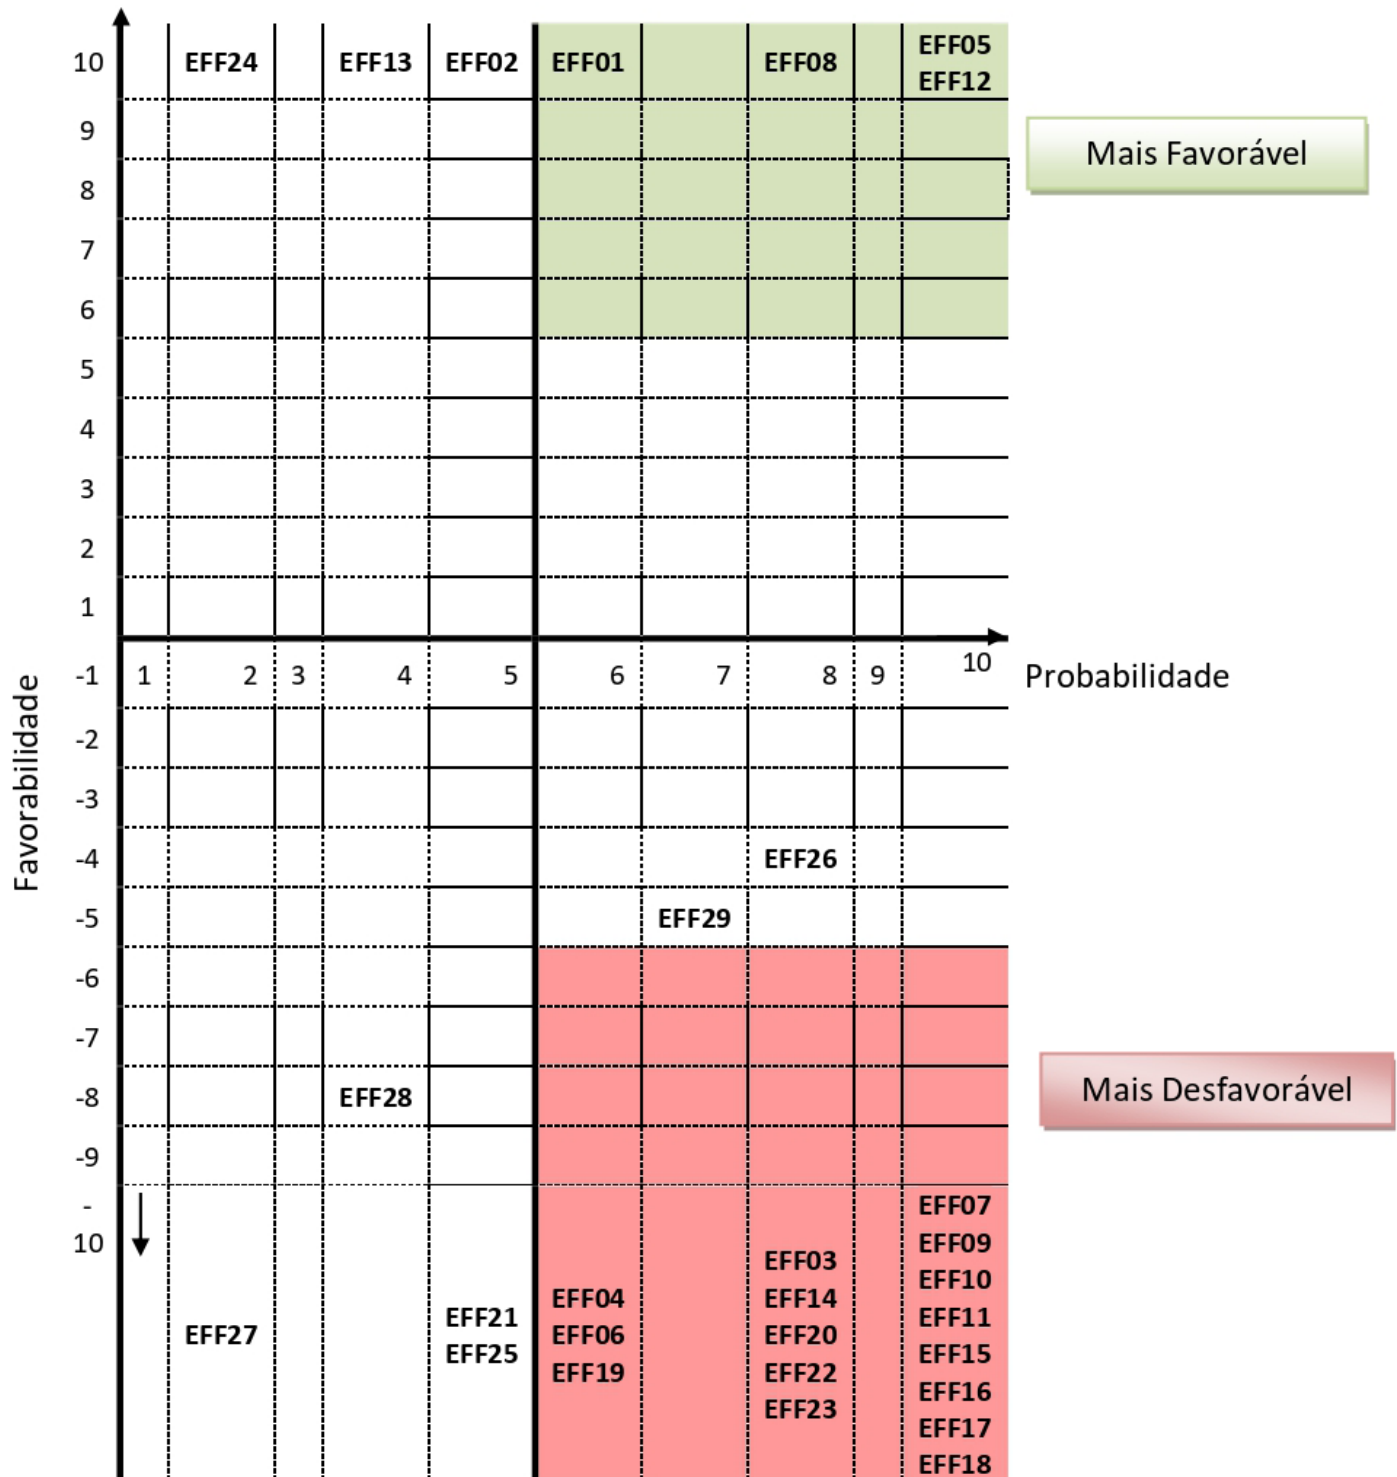 10 EFF24 EFF13 EFF02 EFF01 EFF08 EFF05
EFF12
9
Mais Favorável
8
7
6
5
4
3
2
1
-1 1 2 3 4 5 6 7 8 9 10 Probabilidade
Favorabilidade
-2
-3
-4 EFF26
-5 EFF29
-6
-7
-8 EFF28
Mais Desfavorável
-9
-
10
EFF27
EFF21
EFF25
EFF04
EFF06
EFF19
EFF03
EFF14
EFF20
EFF22
EFF23
EFF07
EFF09
EFF10
EFF11
EFF15
EFF16
EFF17
EFF18